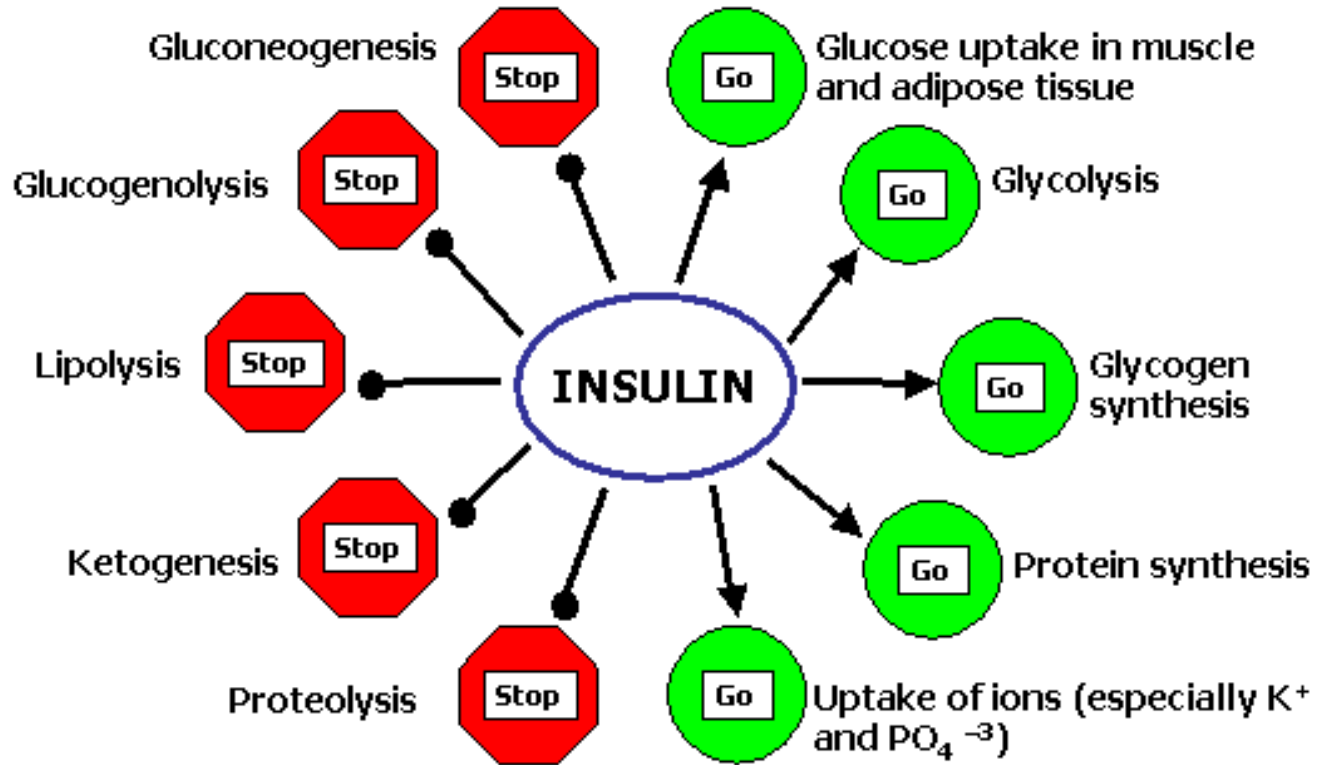 Gluconeogenesis
Stop
Go
Glucose uptake in muscle
and adipose tissue
Glucogenolysis
Stop
Go
Glycolysis
Lipolysis
Stop
INSULIN
Go
Glycogen
synthesis
Ketogenesis
Stop
Go
Protein synthesis
Proteolysis
Stop
Go
Uptake of ions (especially K⁺
and PO₄ ⁻³)